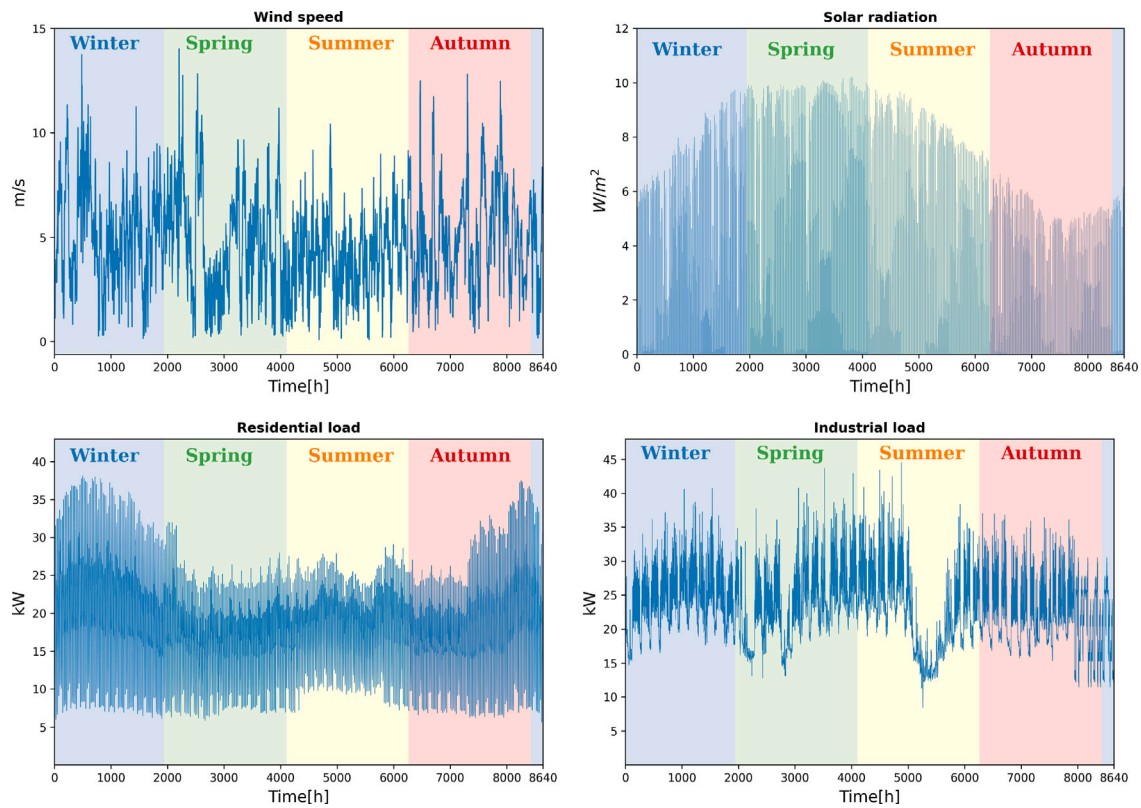 Wind speed
15
10
5
0
m/s
Winter Spring Summer Autumn
0 1000 2000 3000 4000 5000 6000 7000 8000 8640
Time[h]
Solar radiation
12
10
8
6
4
2
0
W/m²
Winter Spring Summer Autumn
0 1000 2000 3000 4000 5000 6000 7000 8000 8640
Time[h]
Residential load
40
35
30
25
20
15
10
5
kW
Winter Spring Summer Autumn
0 1000 2000 3000 4000 5000 6000 7000 8000 8640
Time[h]
Industrial load
45
40
35
30
25
20
15
10
5
kW
Winter Spring Summer Autumn
0 1000 2000 3000 4000 5000 6000 7000 8000 8640
Time[h]